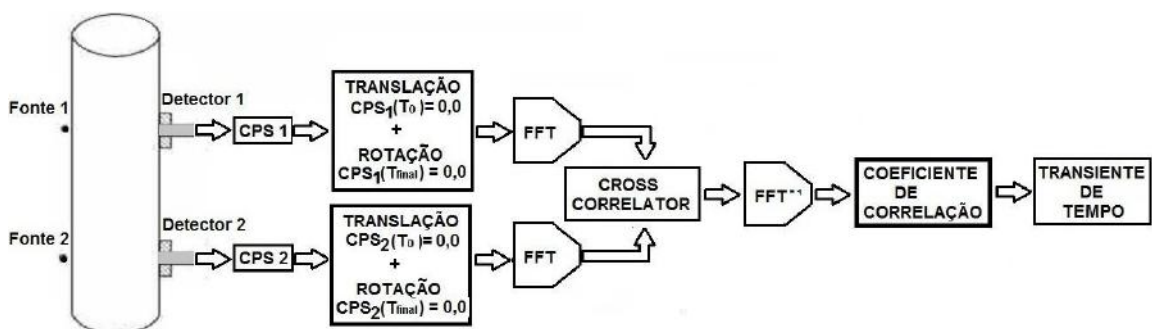 Fonte 1
Detector 1
CPS 1
TRANSLAÇÃO
CPS₁(T₀) = 0,0
+
ROTAÇÃO
CPS₁(Tfinal) = 0,0
FFT
Fonte 2
Detector 2
CPS 2
TRANSLAÇÃO
CPS₂(T₀) = 0,0
+
ROTAÇÃO
CPS₂(Tfinal) = 0,0
FFT
CROSS
CORRELATOR
FFT⁻¹
COEFICIENTE
DE
CORRELAÇÃO
TRANSIENTE
DE
TEMPO